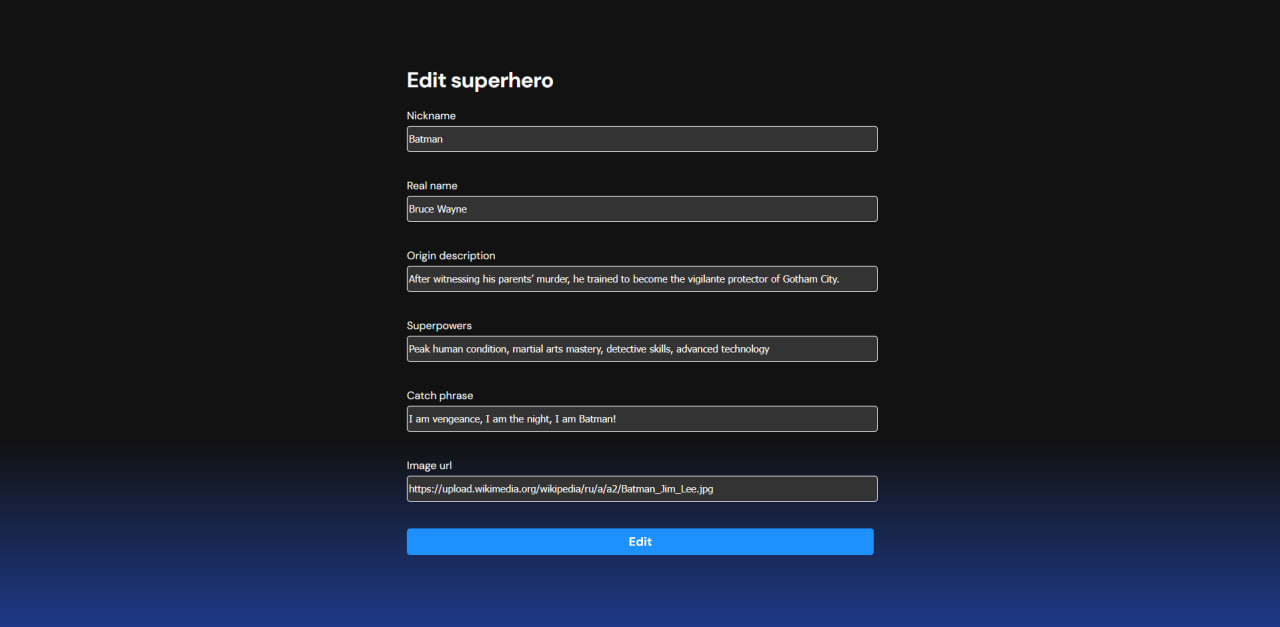 Edit superhero
Nickname
Batman
Real name
Bruce Wayne
Origin description
After witnessing his parents’ murder, he trained to become the vigilante protector of Gotham City.
Superpowers
Peak human condition, martial arts mastery, detective skills, advanced technology
Catch phrase
I am vengeance, I am the night, I am Batman!
Image url
https://upload.wikimedia.org/wikipedia/ru/a/a2/Batman_Jim_Lee.jpg
Edit